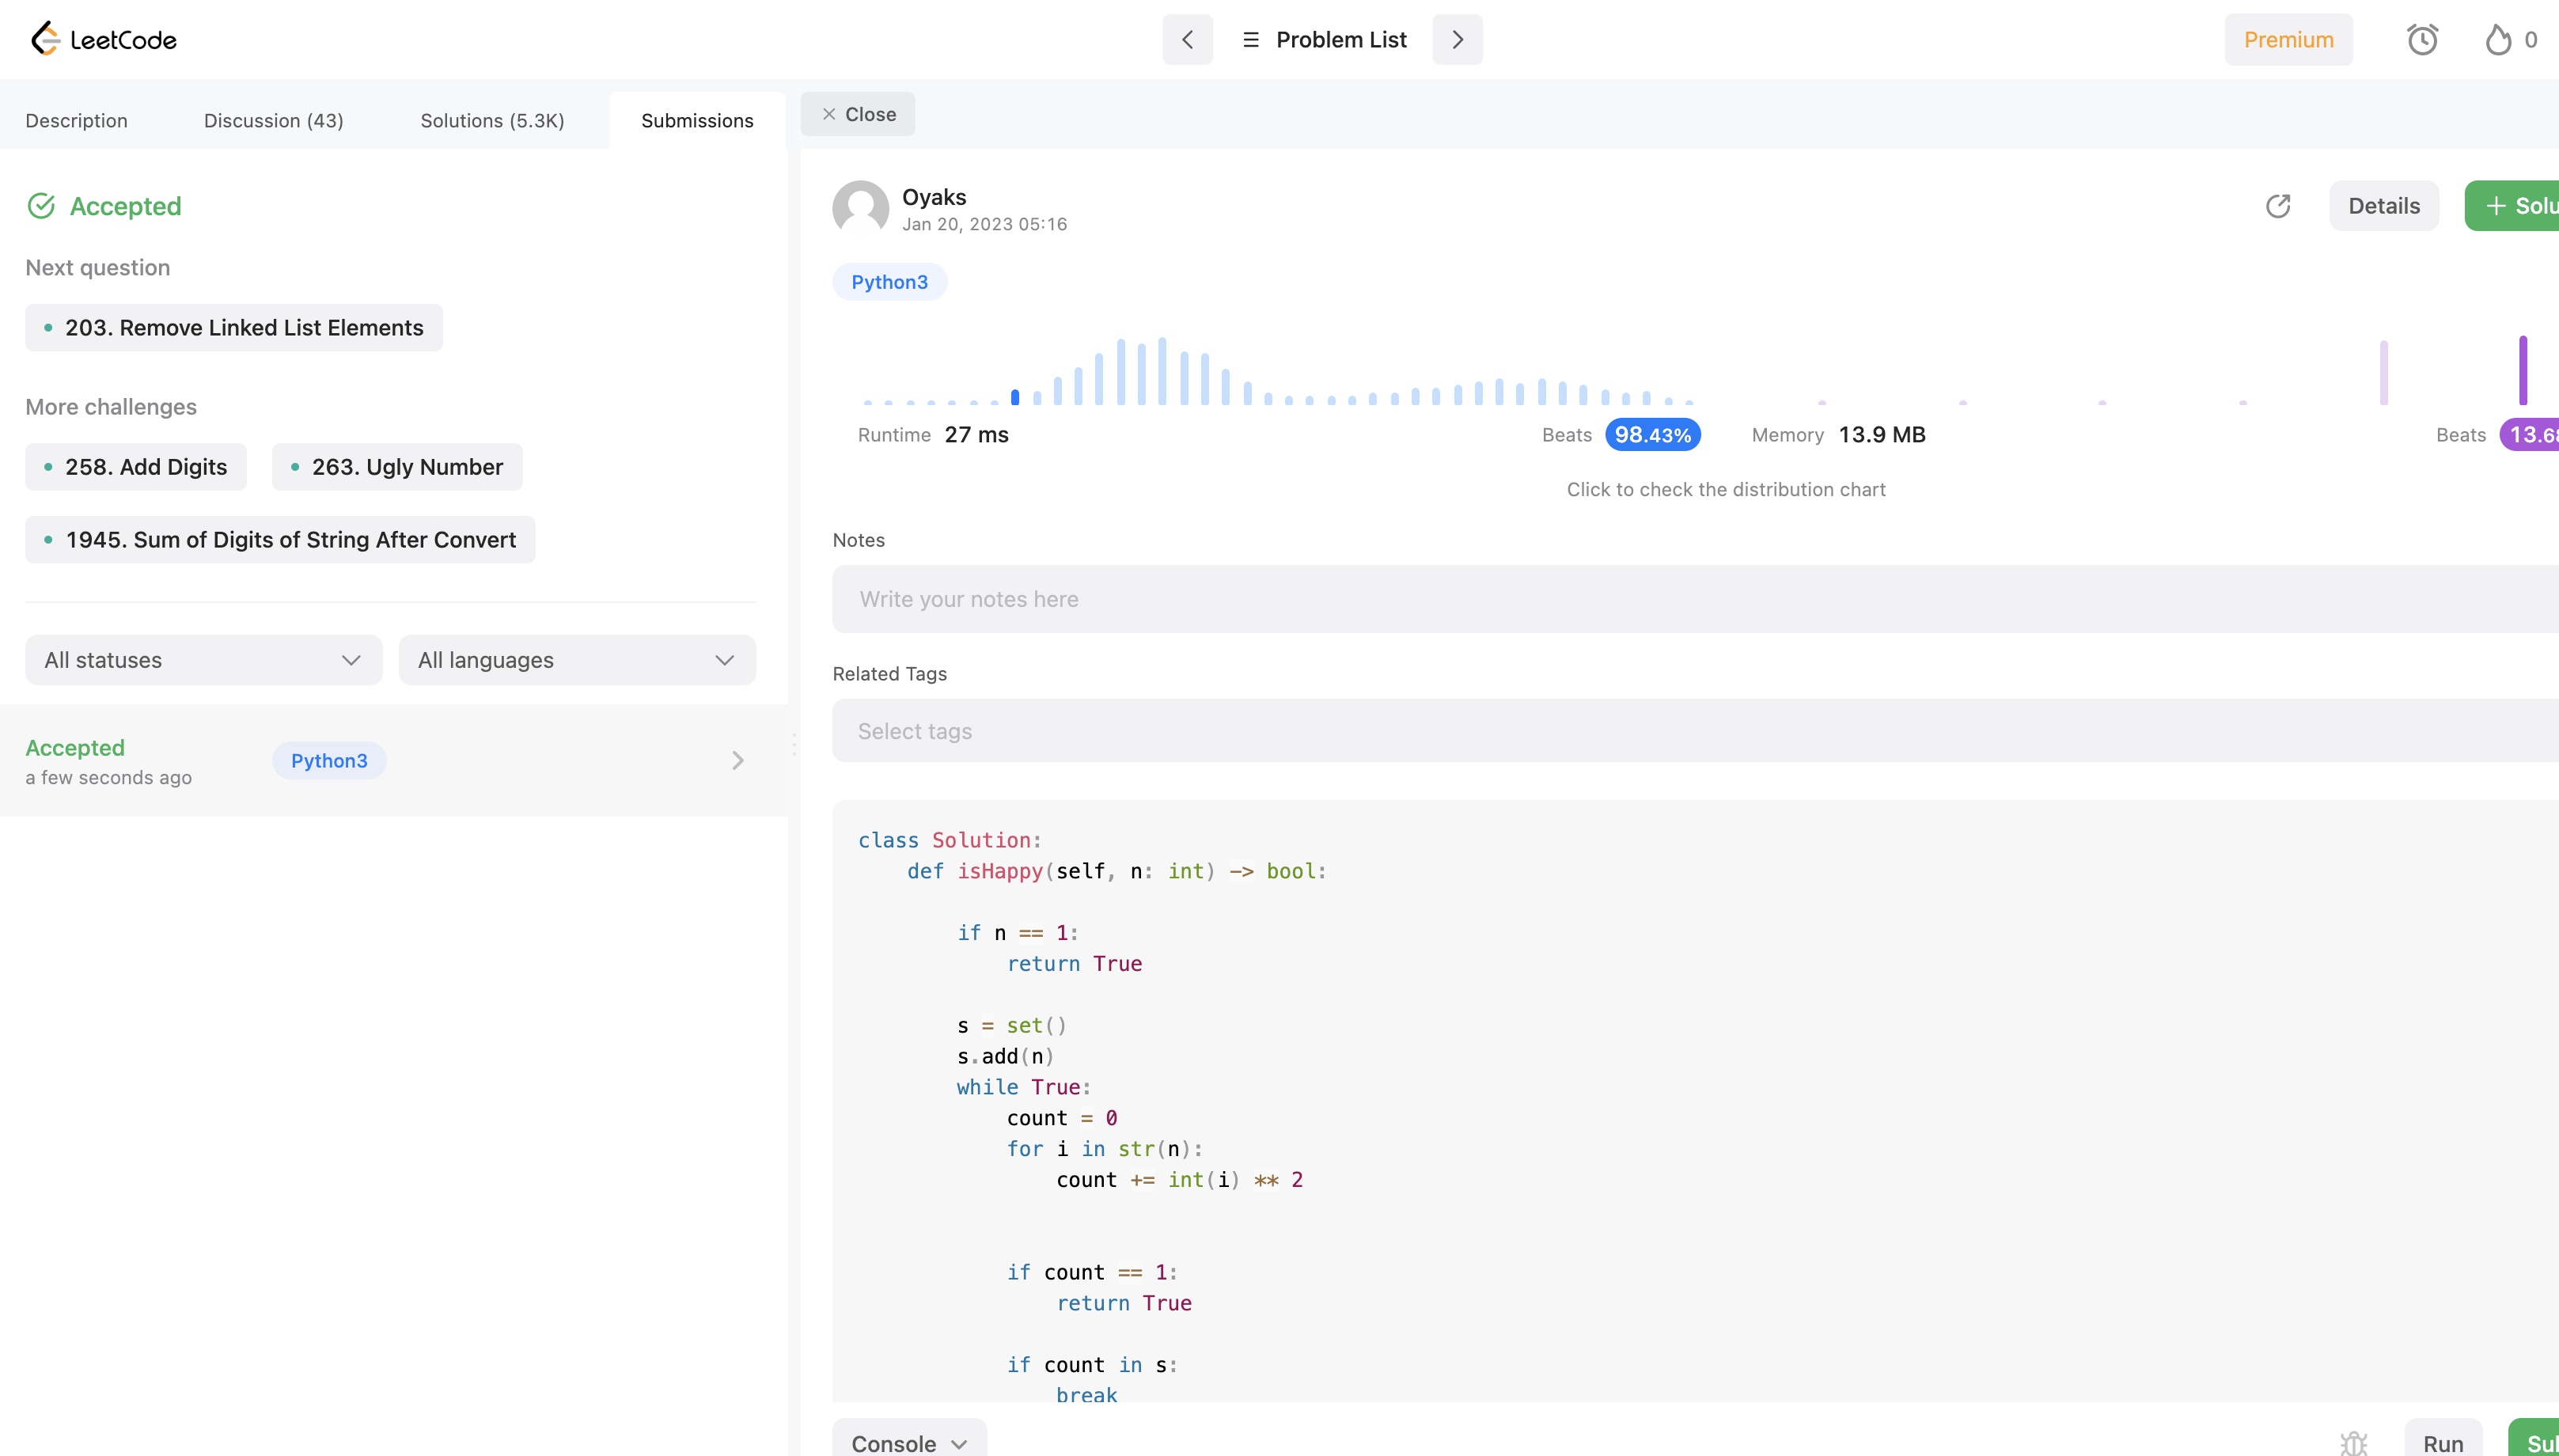 LeetCode
Problem List
Premium
0
Description
Discussion (43)
Solutions (5.3K)
Submissions
Close
Accepted
Next question
203. Remove Linked List Elements
More challenges
258. Add Digits
263. Ugly Number
1945. Sum of Digits of String After Convert
All statuses
All languages
Accepted
a few seconds ago
Python3
Oyaks
Jan 20, 2023 05:16
Details
Python3
Runtime 27 ms
Beats 98.43%
Memory 13.9 MB
Beats
Click to check the distribution chart
Notes
Write your notes here
Related Tags
Select tags
class Solution:
    def isHappy(self, n: int) -> bool:
        if n == 1:
            return True
        s = set()
        s.add(n)
        while True:
            count = 0
            for i in str(n):
                count += int(i) ** 2
            if count == 1:
                return True
            if count in s:
                break
Console
Run